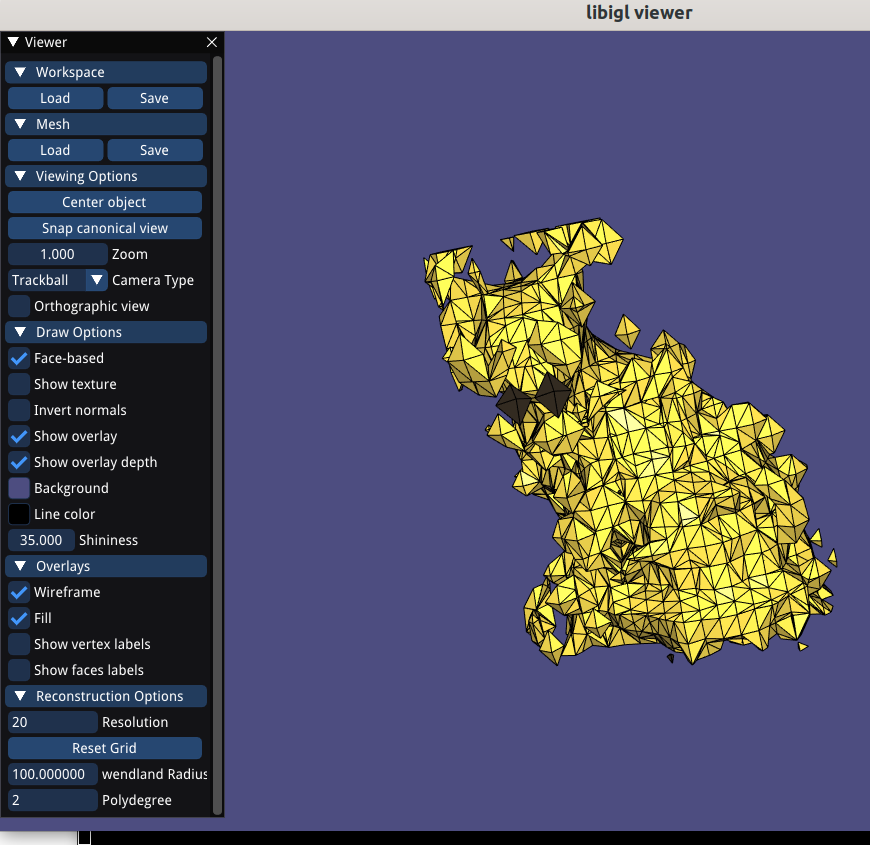 libigl viewer
Viewer
Workspace
Load Save
Mesh
Load Save
Viewing Options
Center object
Snap canonical view
1.000 Zoom
Trackball Camera Type
Orthographic view
Draw Options
Face-based
Show texture
Invert normals
Show overlay
Show overlay depth
Background
Line color
35.000 Shininess
Overlays
Wireframe
Fill
Show vertex labels
Show faces labels
Reconstruction Options
20 Resolution
Reset Grid
100.000000 wendland Radius
2 Polydegree